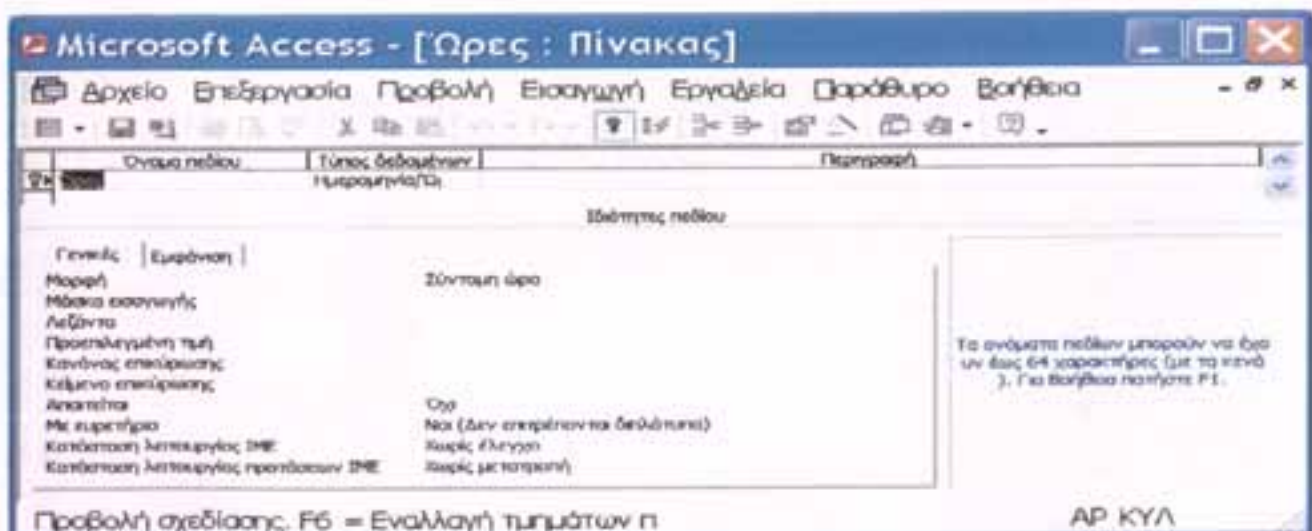 Microsoft Access - [Ώρες : Πίνακας]
Αρχείο Επεξεργασία Προβολή Εισαγωγή Εργαλεία Παράθυρο Βοήθεια
Όνομα πεδίου Τύπος δεδομένων Περιγραφή
Ημερομηνία/Ώι
Ιδιότητες πεδίου
Γενικές Εμφάνιση
Μορφή Σύντομη ώρα
Μάσκα εισαγωγής
Λεζάντα
Προεπιλεγμένη τιμή
Κανόνας επικύρωσης
Κείμενο επικύρωσης
Απαιτείται Όχι
Με ευρετήριο Ναι (Δεν επιτρέπονται διπλότυπα)
Κατάσταση λειτουργίας IME Χωρίς έλεγχο
Κατάσταση λειτουργίας προτάσεων IME Χωρίς μετατροπή
Τα ονόματα πεδίων μπορούν να έχο
υν έως 64 χαρακτήρες (με τα κενά
). Για Βοήθεια πατήστε F1.
Προβολή σχεδίασης. F6 = Εναλλαγή τμημάτων π ΑΡ ΚΥΛ